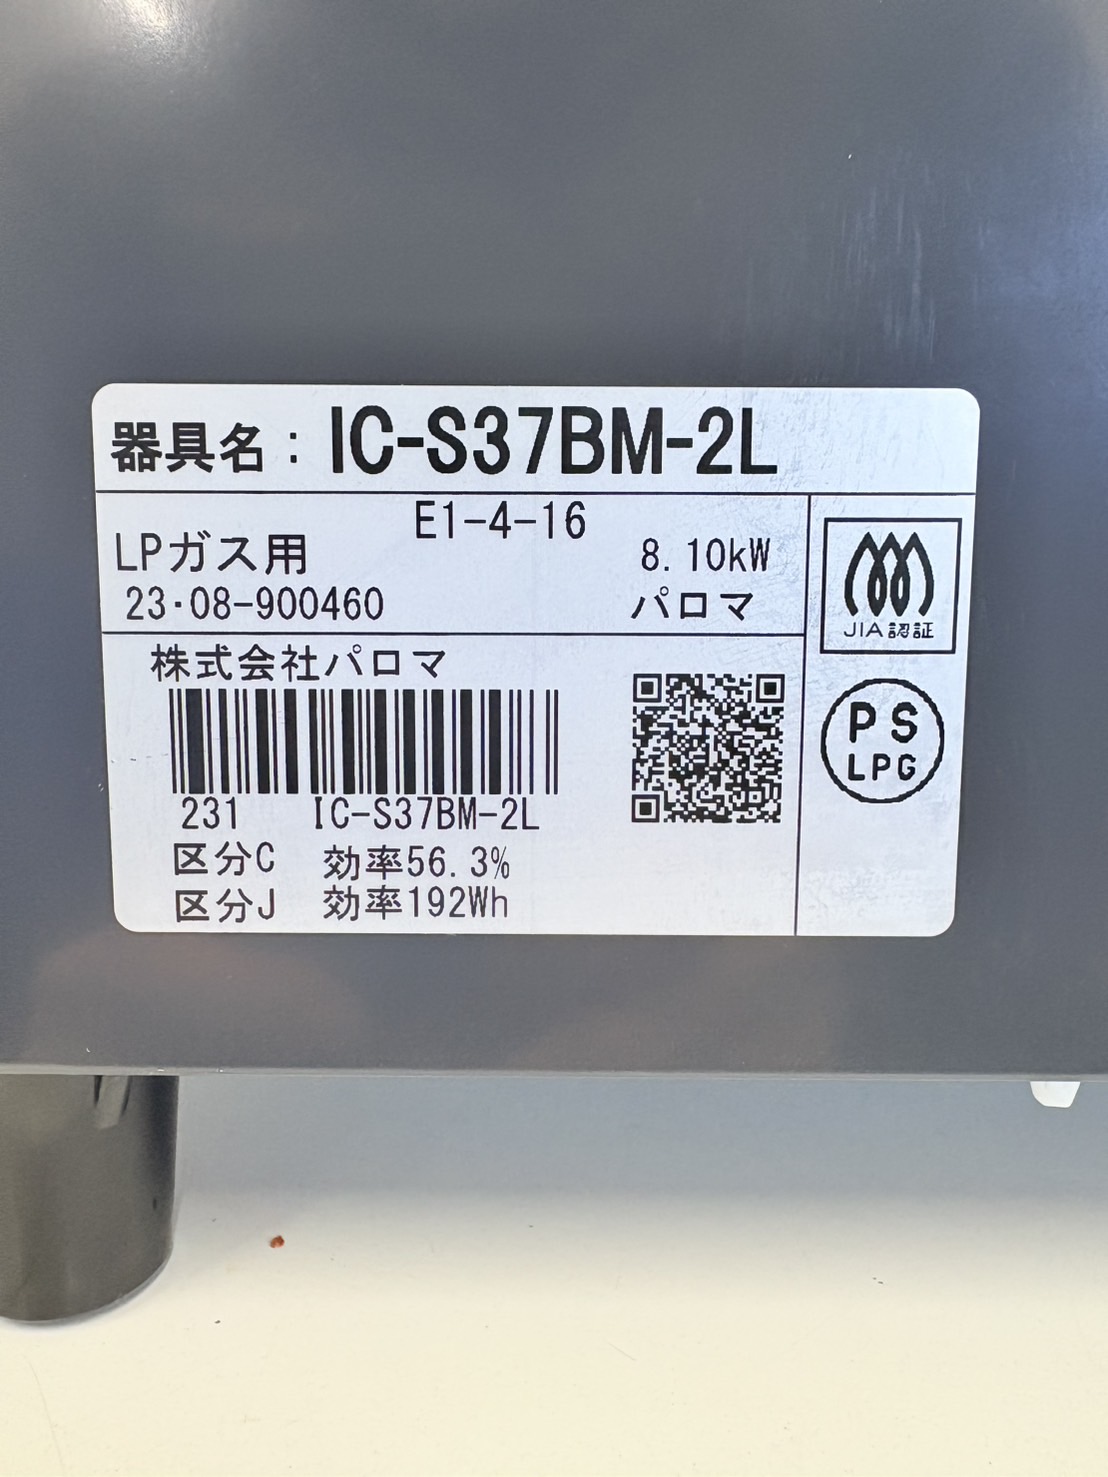 器具名：IC-S37BM-2L
E1-4-16
LPガス用
8.10kW
23・08-900460
パロマ
JIA認証
株式会社パロマ
231 IC-S37BM-2L
PS
LPG
区分C 効率56.3%
区分J 効率192Wh